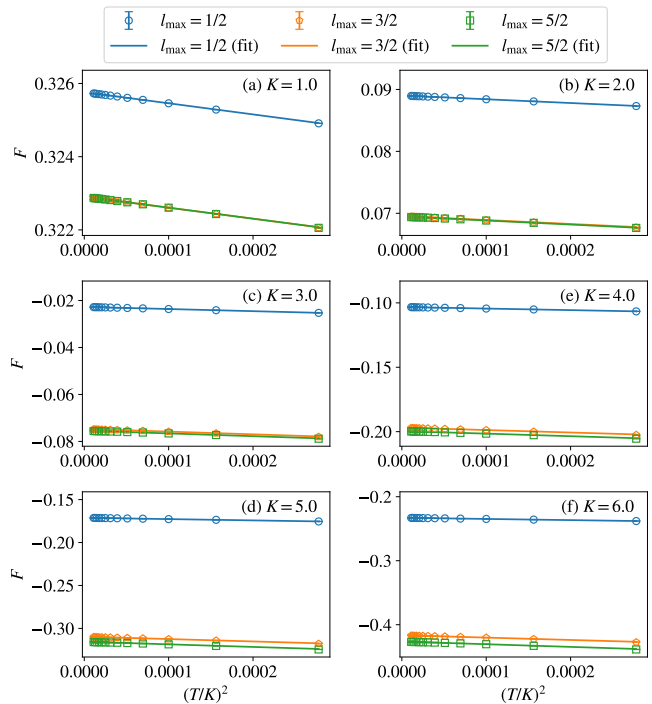 l_max = 1/2 l_max = 3/2 l_max = 5/2
l_max = 1/2 (fit) l_max = 3/2 (fit) l_max = 5/2 (fit)
(a) K = 1.0
F
0.326
0.324
0.322
0.0000 0.0001 0.0002
(b) K = 2.0
0.09
0.08
0.07
0.0000 0.0001 0.0002
(c) K = 3.0
F
−0.02
−0.04
−0.06
−0.08
0.0000 0.0001 0.0002
(e) K = 4.0
−0.10
−0.15
−0.20
0.0000 0.0001 0.0002
(d) K = 5.0
F
−0.15
−0.20
−0.25
−0.30
0.0000 0.0001 0.0002
(T/K)²
(f) K = 6.0
−0.2
−0.3
−0.4
0.0000 0.0001 0.0002
(T/K)²